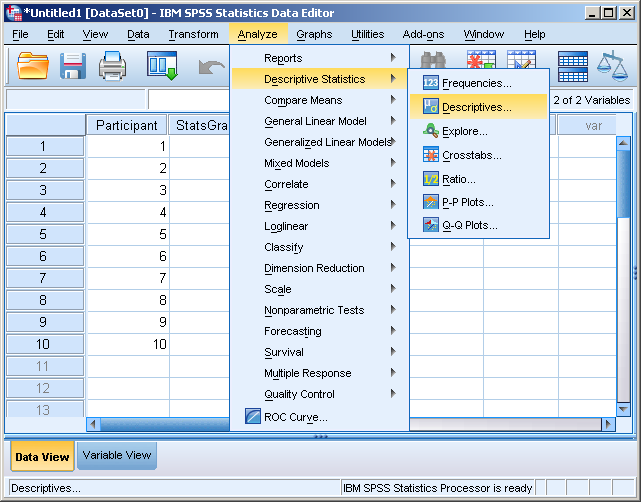 *Untitled1 [DataSet0] - IBM SPSS Statistics Data Editor
File Edit View Data Transform Analyze Graphs Utilities Add-ons Window Help
2 of 2 Variables
Participant StatsGra var
1 1
2 2
3 3
4 4
5 5
6 6
7 7
8 8
9 9
10 10
11
12
13
Reports
Descriptive Statistics
Compare Means
General Linear Model
Generalized Linear Models
Mixed Models
Correlate
Regression
Loglinear
Classify
Dimension Reduction
Scale
Nonparametric Tests
Forecasting
Survival
Multiple Response
Quality Control
ROC Curve...
123 Frequencies...
Descriptives...
Explore...
Crosstabs...
1/2 Ratio...
P-P Plots...
Q-Q Plots...
Data View Variable View
Descriptives... IBM SPSS Statistics Processor is ready